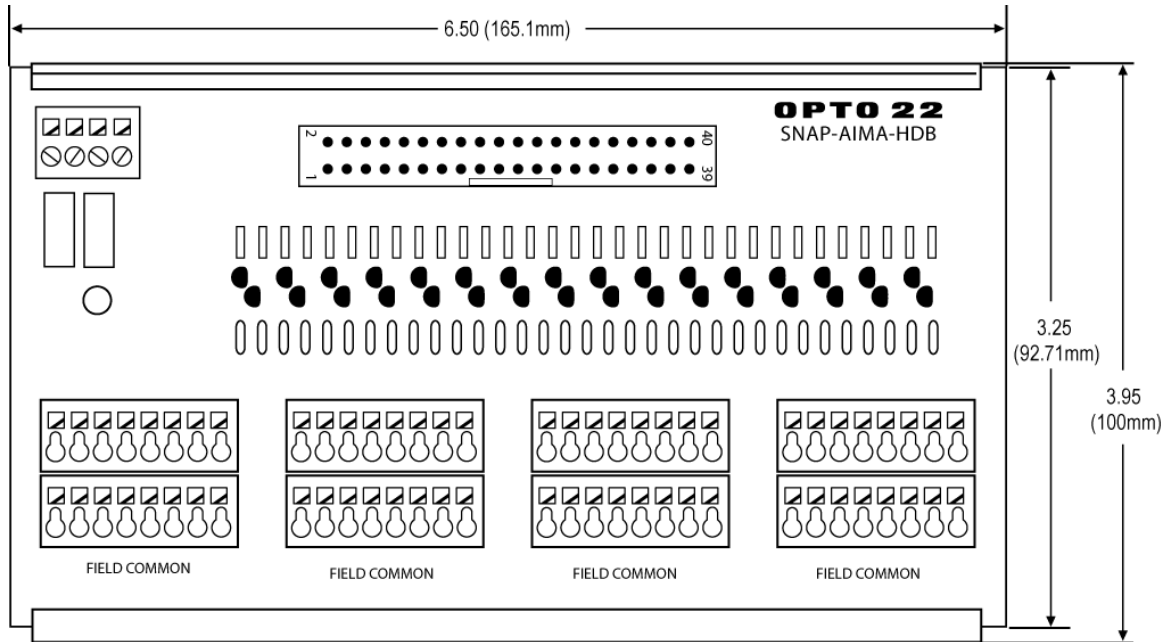 6.50 (165.1mm)
OPTO 22
SNAP-AIMA-HDB
2
40
1
39
3.25
(92.71mm)
3.95
(100mm)
FIELD COMMON
FIELD COMMON
FIELD COMMON
FIELD COMMON